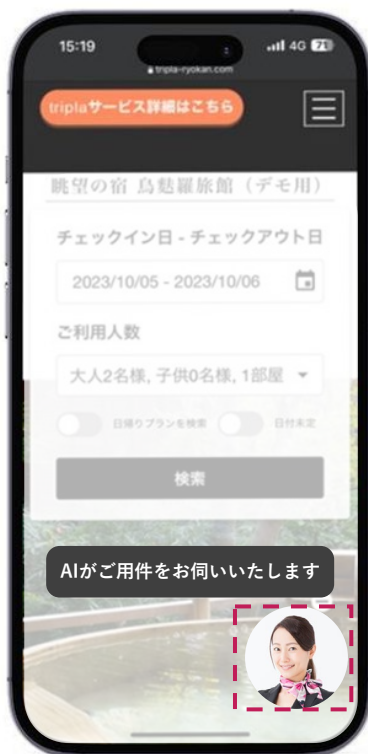 15:19
4G 71
tripla-ryokan.com
triplaサービス詳細はこちら
眺望の宿 鳥魅羅旅館（デモ用）
チェックイン日 - チェックアウト日
2023/10/05 - 2023/10/06
ご利用人数
大人2名様, 子供0名様, 1部屋
日帰りプランを検索
日付未定
検索
AIがご用件をお伺いいたします